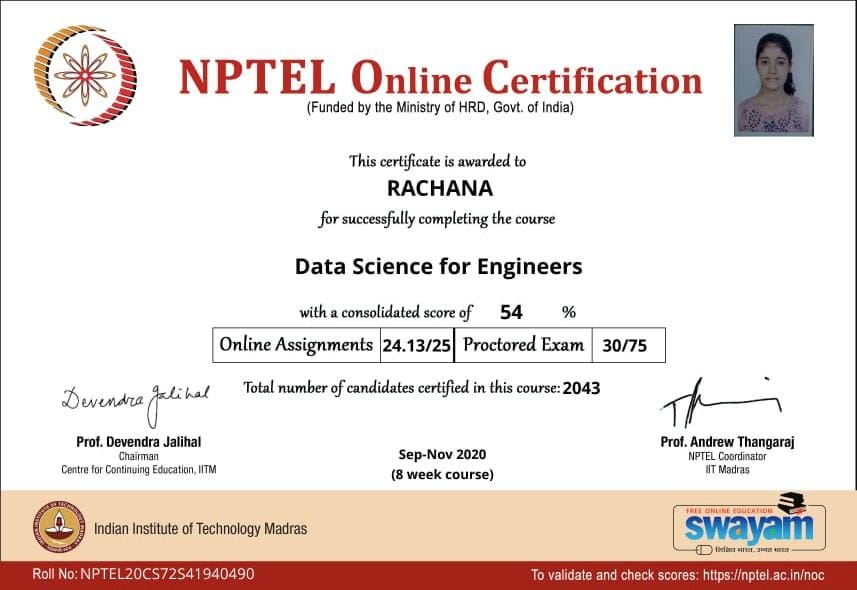 NPTEL Online Certification
(Funded by the Ministry of HRD, Govt. of India)
This certificate is awarded to
RACHANA
for successfully completing the course
Data Science for Engineers
with a consolidated score of 54 %
Online Assignments 24.13/25 Proctored Exam 30/75
Total number of candidates certified in this course: 2043
Devendra Jalihal
Prof. Devendra Jalihal
Chairman
Centre for Continuing Education, IITM
Sep-Nov 2020
(8 week course)
Prof. Andrew Thangaraj
NPTEL Coordinator
IIT Madras
Indian Institute of Technology Madras
FREE ONLINE EDUCATION
swayam
शिक्षित भारत, उन्नत भारत
Roll No: NPTEL20CS72S41940490
To validate and check scores: https://nptel.ac.in/noc